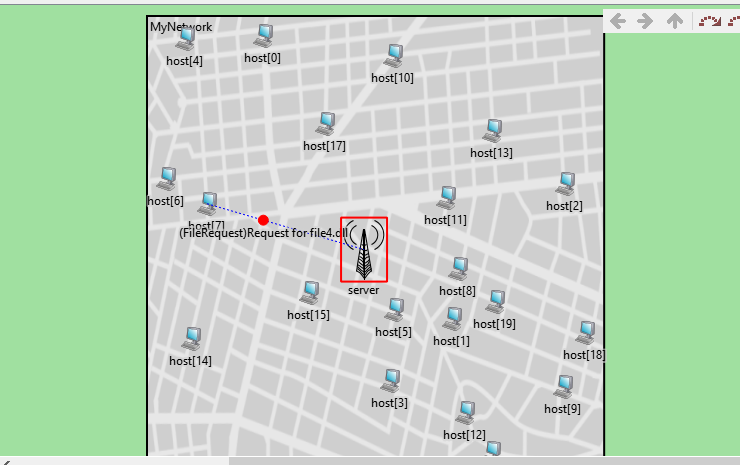 MyNetwork
host[4]
host[0]
host[10]
host[17]
host[13]
host[6]
host[7]
host[2]
host[11]
(FileRequest)Request for file4.dll
server
host[8]
host[15]
host[19]
host[5]
host[1]
host[14]
host[18]
host[3]
host[9]
host[12]